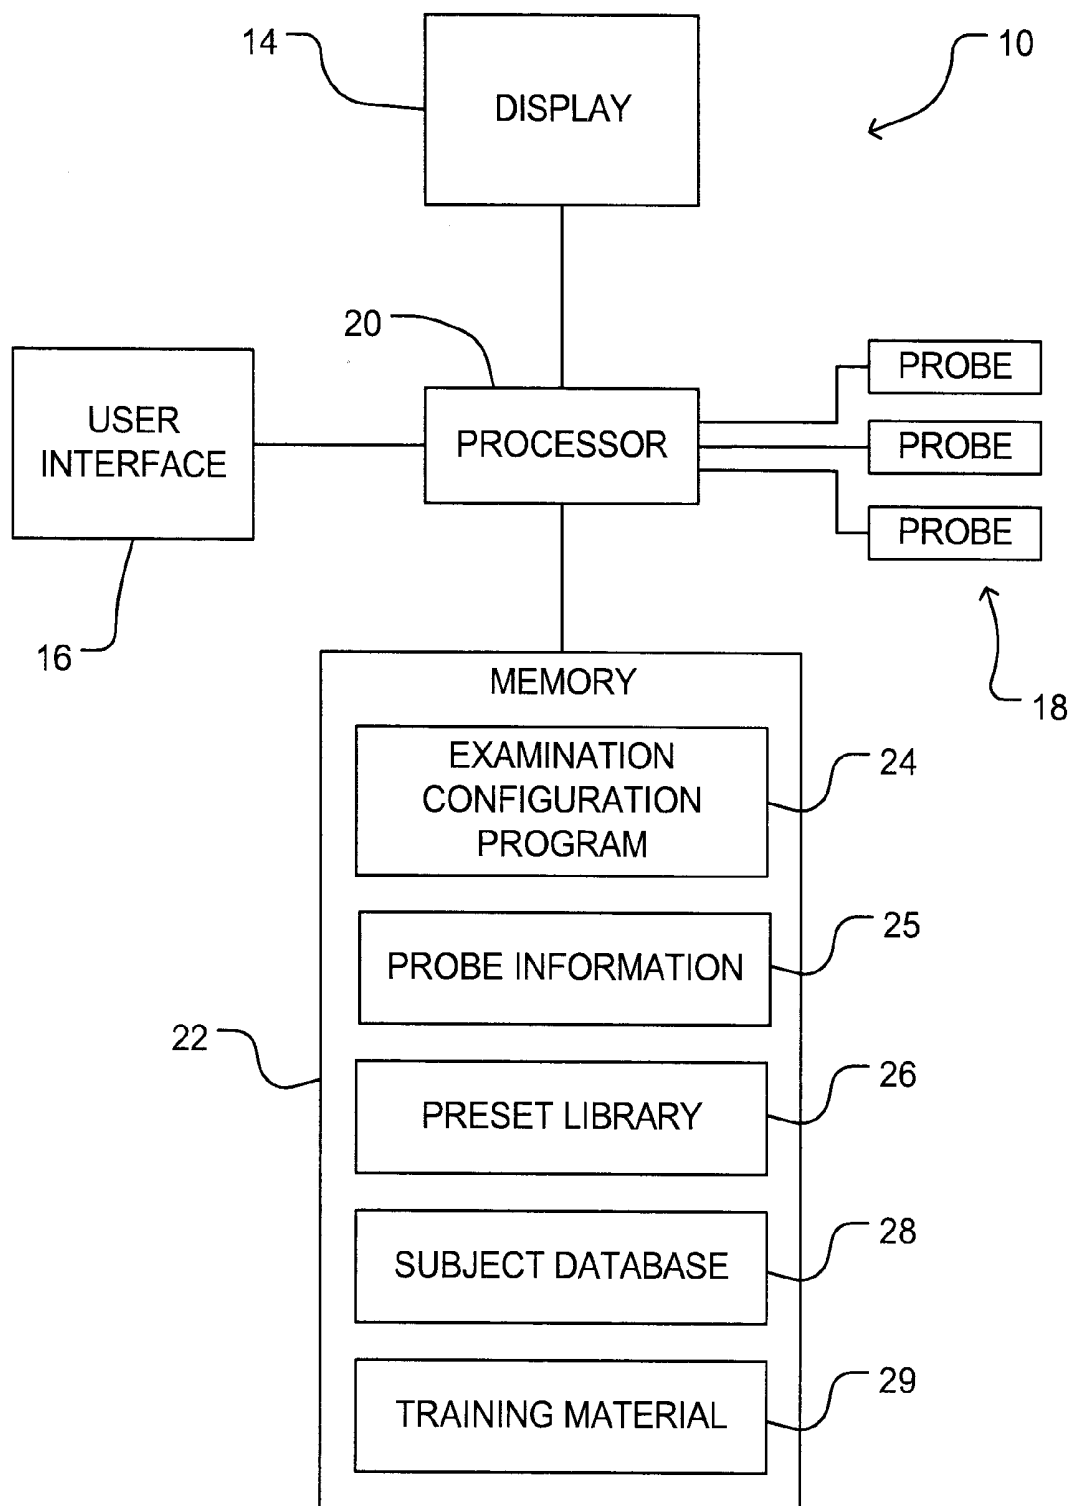 14
10
DISPLAY
20
USER
INTERFACE
PROCESSOR
PROBE
PROBE
PROBE
16
18
MEMORY
EXAMINATION
CONFIGURATION
PROGRAM
24
PROBE INFORMATION
25
22
PRESET LIBRARY
26
SUBJECT DATABASE
28
TRAINING MATERIAL
29